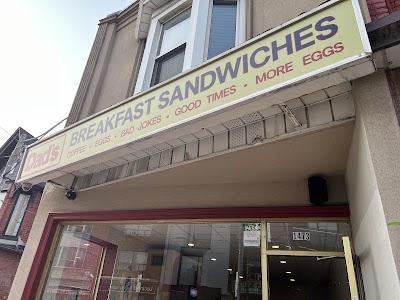 Dad's
BREAKFAST SANDWICHES
COFFEE • EGGS • BAD JOKES • GOOD TIMES • MORE EGGS
1473